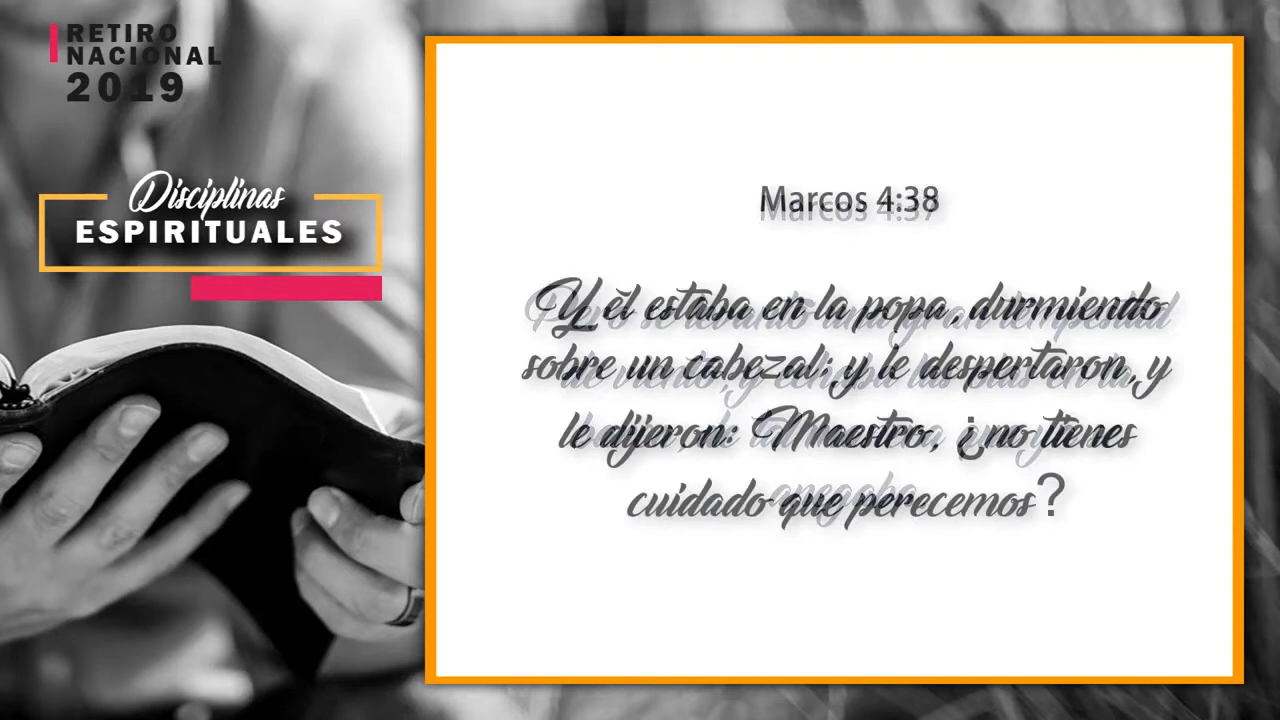 RETIRO
NACIONAL
2019
Disciplinas
ESPIRITUALES
Marcos 4:38
Y él estaba en la popa, durmiendo
sobre un cabezal; y le despertaron, y
le dijeron: Maestro, ¿no tienes
cuidado que perecemos?